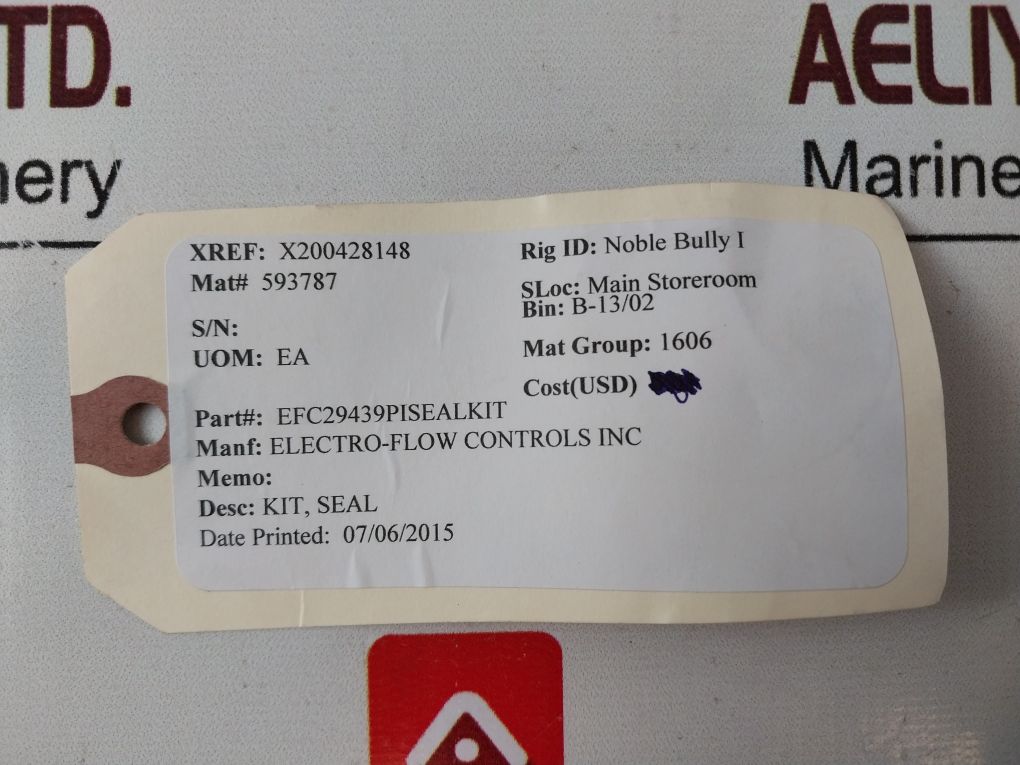 TD.
AELIY
nery
Marine
XREF: X200428148
Mat# 593787
S/N:
UOM: EA
Part#: EFC29439PISEALKIT
Manf: ELECTRO-FLOW CONTROLS INC
Memo:
Desc: KIT, SEAL
Date Printed: 07/06/2015
Rig ID: Noble Bully I
SLoc: Main Storeroom
Bin: B-13/02
Mat Group: 1606
Cost(USD)